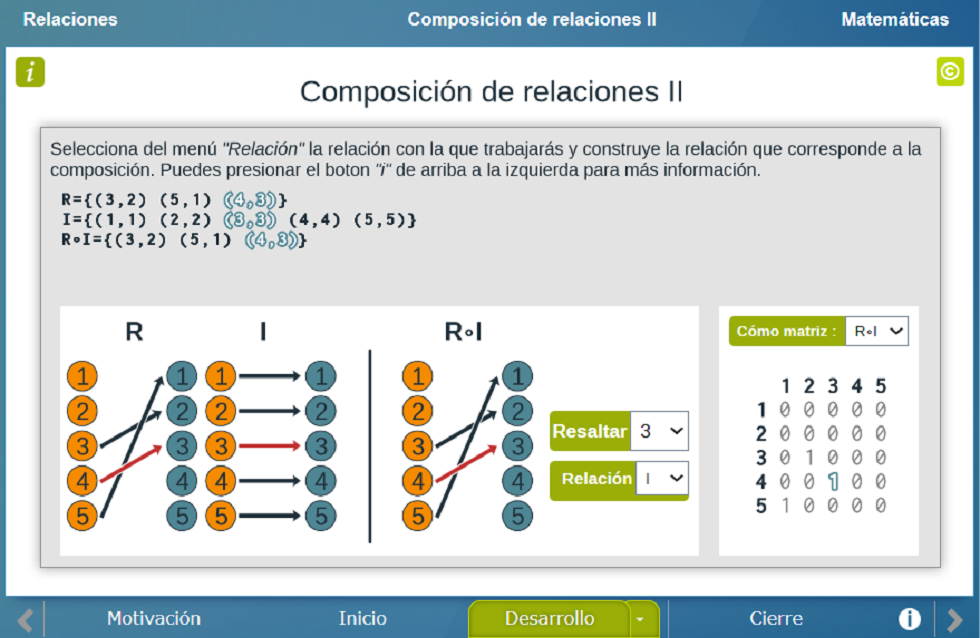 Relaciones Composición de relaciones II Matemáticas
i ©
Composición de relaciones II
Selecciona del menú "Relación" la relación con la que trabajarás y construye la relación que corresponde a la
composición. Puedes presionar el boton "i" de arriba a la izquierda para más información.
R={(3,2) (5,1) (4,3)}
I={(1,1) (2,2) (3,3) (4,4) (5,5)}
R∘I={(3,2) (5,1) (4,3)}
R I R∘I
1 1 1 1 1 1
2 2 2 2 2 2
3 3 3 3 3 3
4 4 4 4 4 4
5 5 5 5 5 5
Resaltar 3
Relación I
Cómo matriz : R∘I
1 2 3 4 5
1 0 0 0 0 0
2 0 0 0 0 0
3 0 1 0 0 0
4 0 0 1 0 0
5 1 0 0 0 0
Motivación Inicio Desarrollo Cierre i